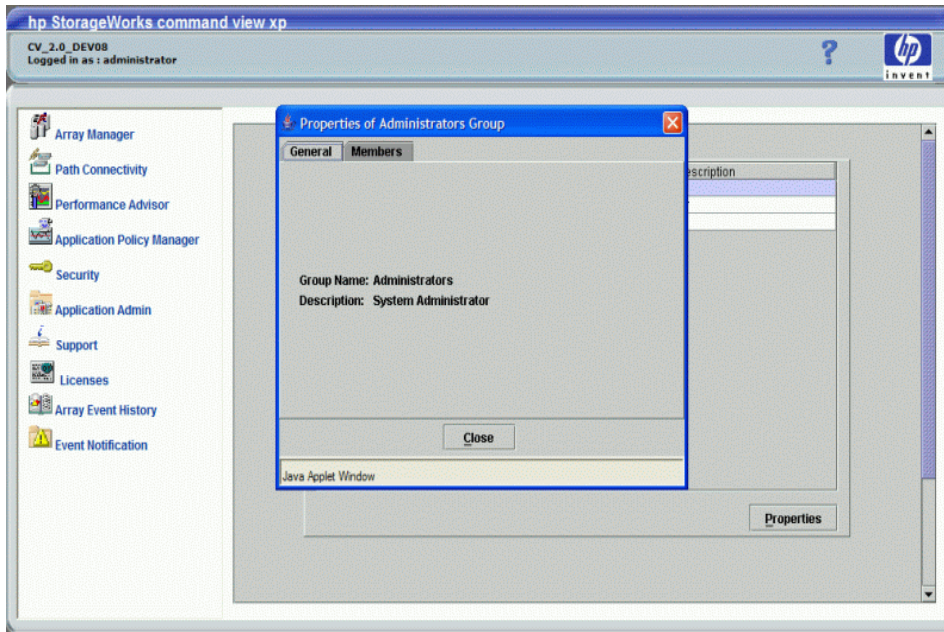 hp StorageWorks command view xp
CV_2.0_DEV08
Logged in as : administrator
?
hp
invent
Array Manager
Path Connectivity
Performance Advisor
Application Policy Manager
Security
Application Admin
Support
Licenses
Array Event History
Event Notification
Properties of Administrators Group
General Members
Group Name: Administrators
Description: System Administrator
Close
Java Applet Window
escription
Properties